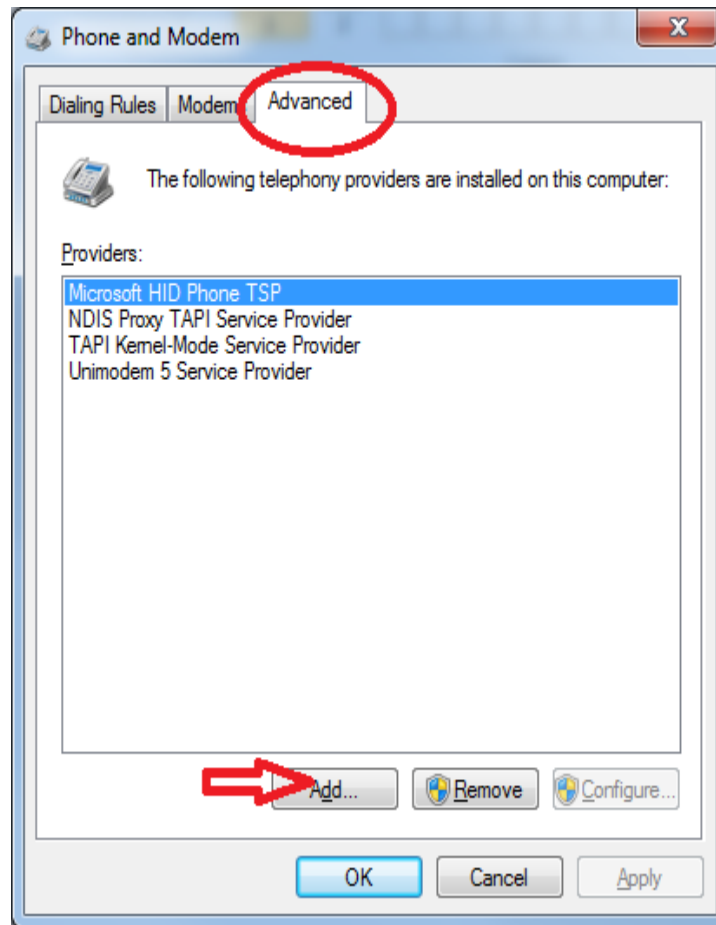 Phone and Modem
Dialing Rules Modem Advanced
The following telephony providers are installed on this computer:
Providers:
Microsoft HID Phone TSP
NDIS Proxy TAPI Service Provider
TAPI Kernel-Mode Service Provider
Unimodem 5 Service Provider
Add... Remove Configure...
OK Cancel Apply